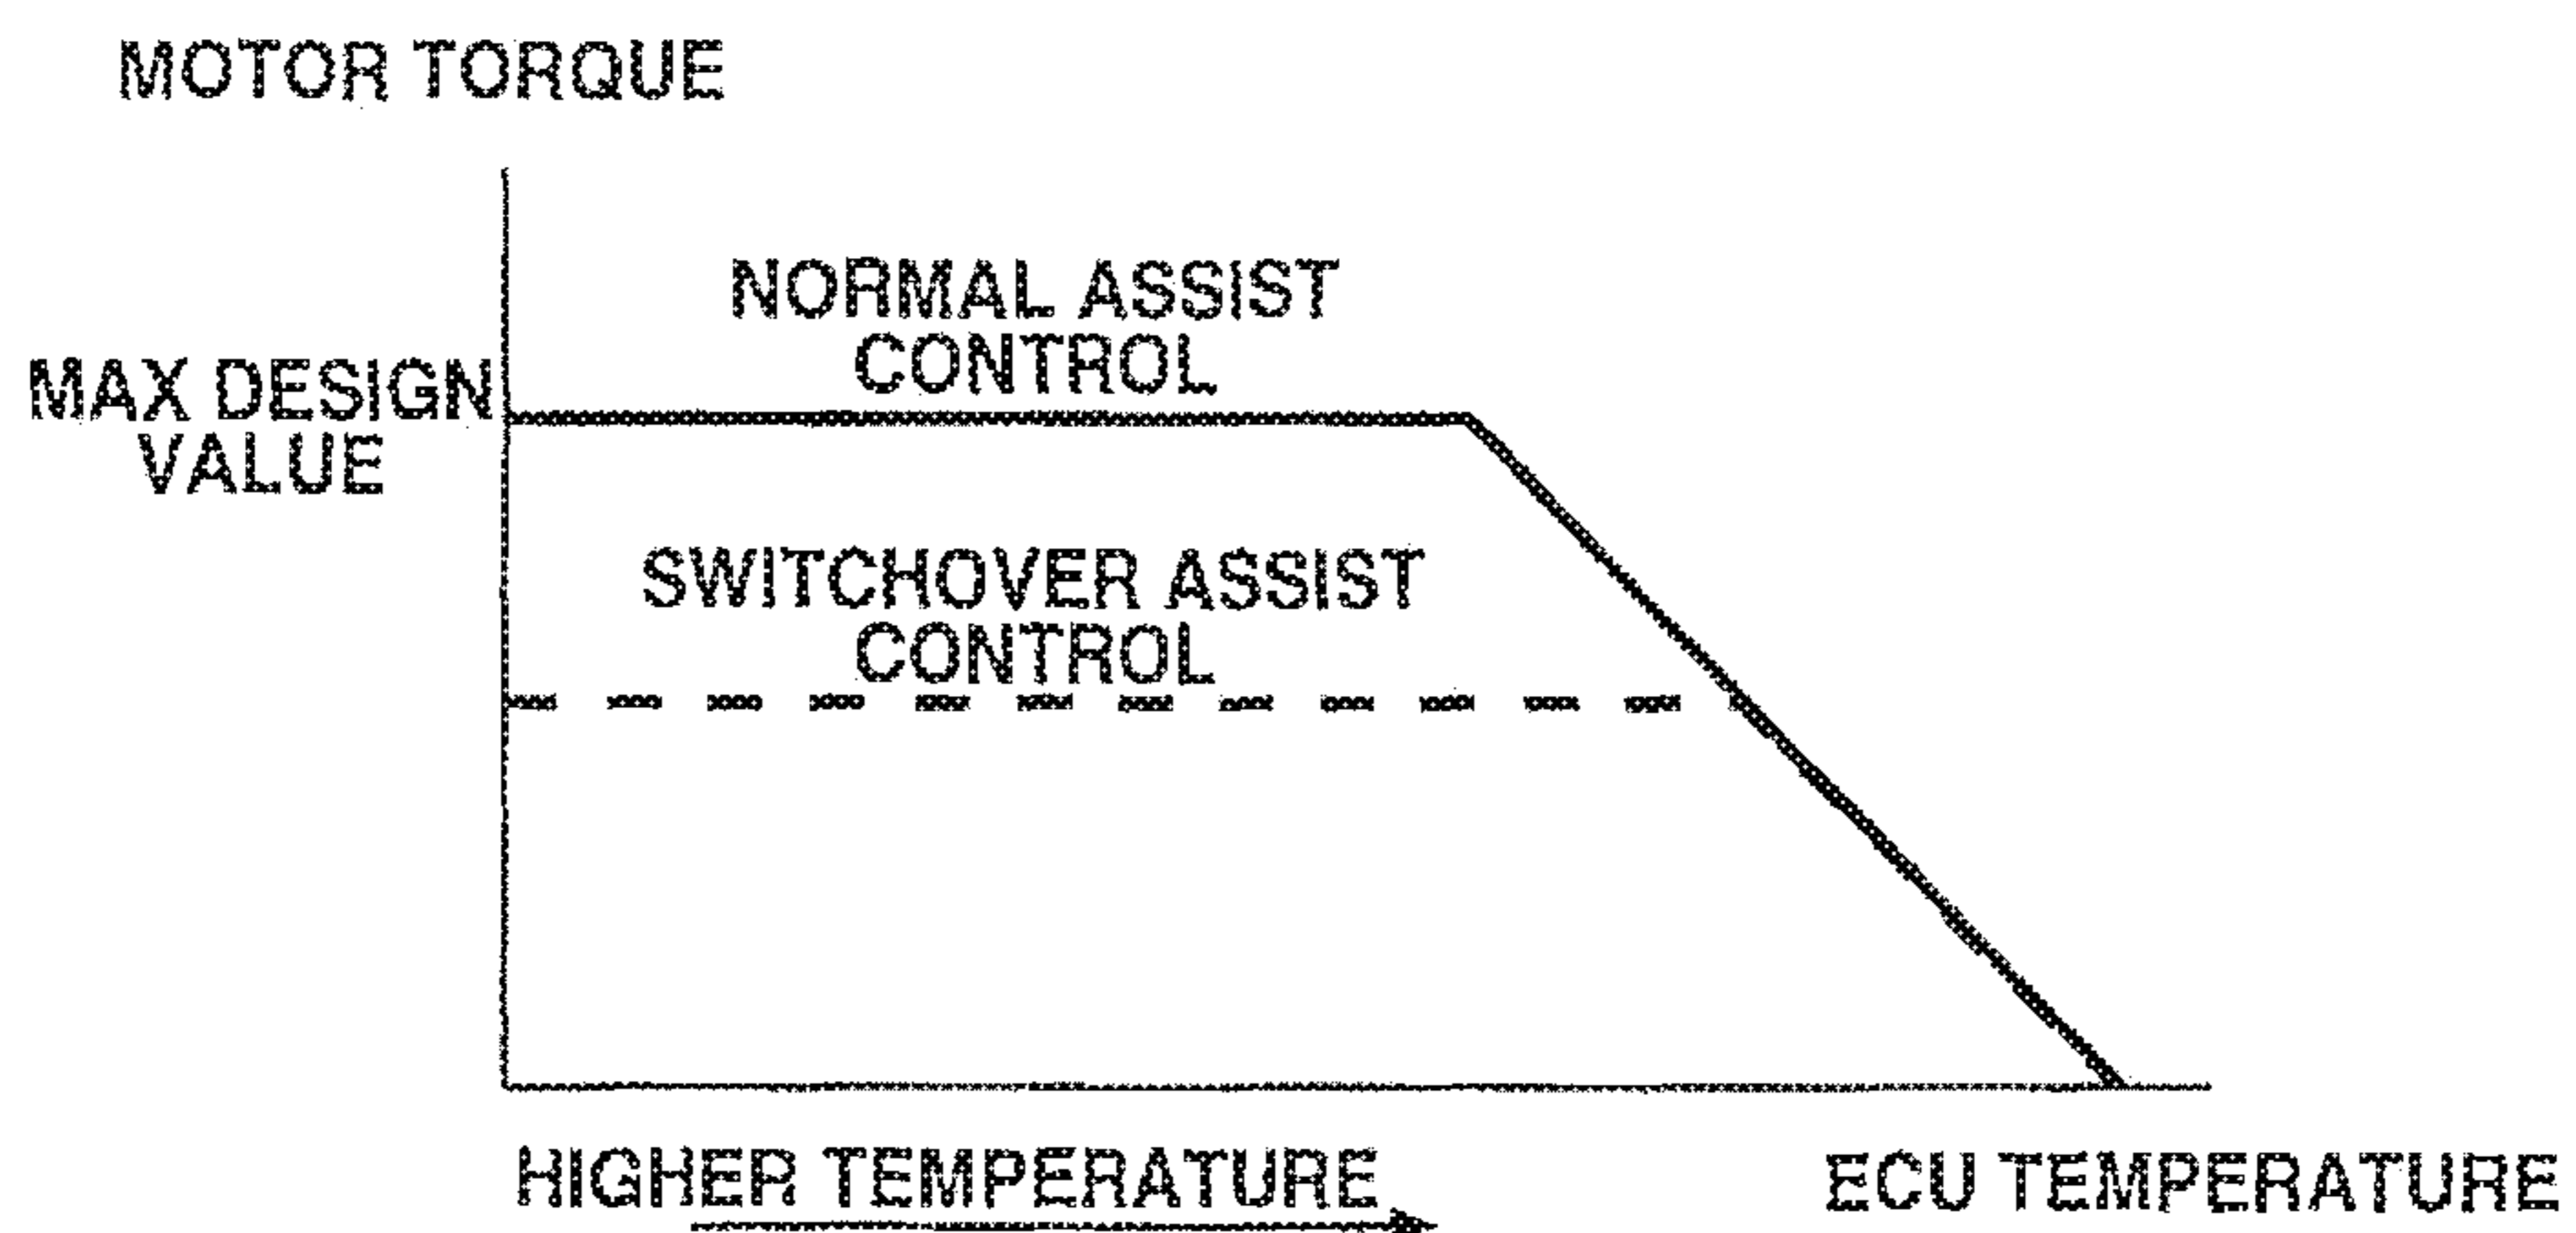 MOTOR TORQUE
NORMAL ASSIST
CONTROL
MAX DESIGN
VALUE
SWITCHOVER ASSIST
CONTROL
HIGHER TEMPERATURE
ECU TEMPERATURE